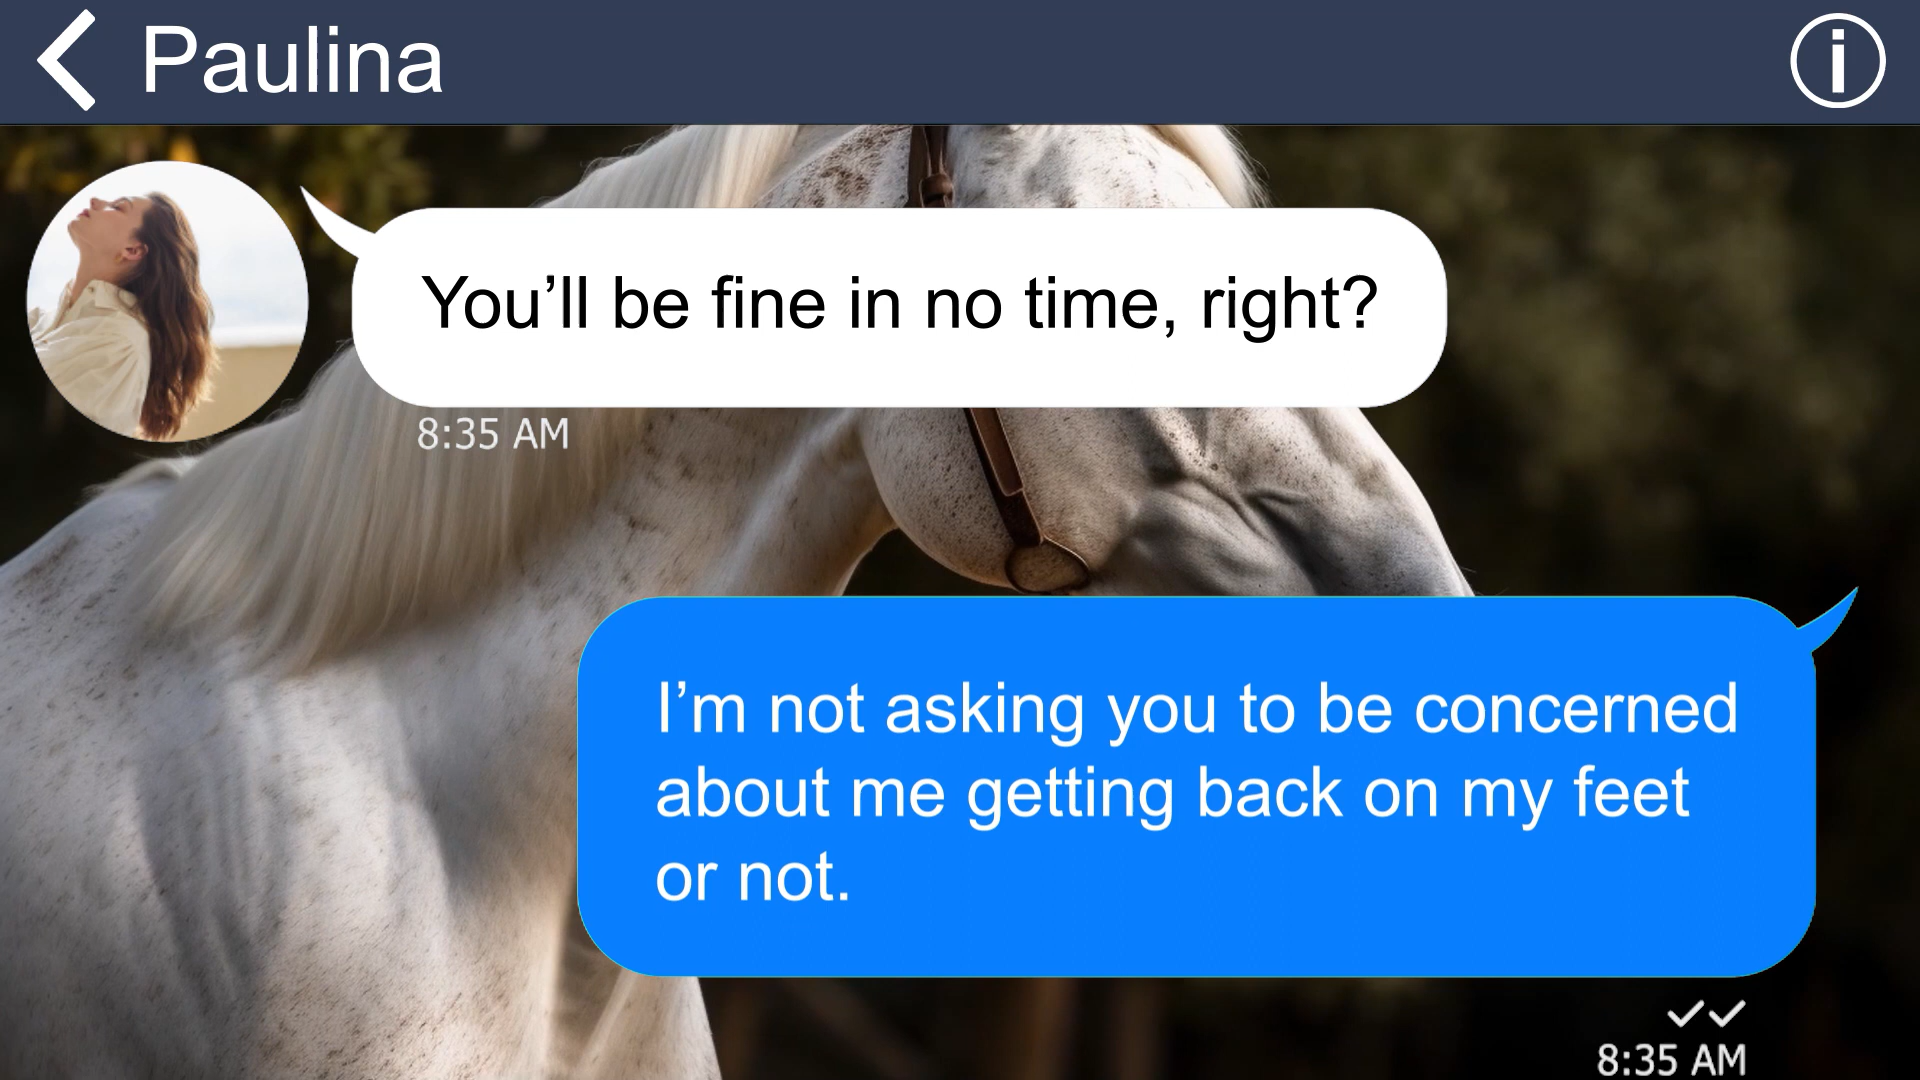 Paulina
You’ll be fine in no time, right?
8:35 AM
I’m not asking you to be concerned
about me getting back on my feet
or not.
8:35 AM